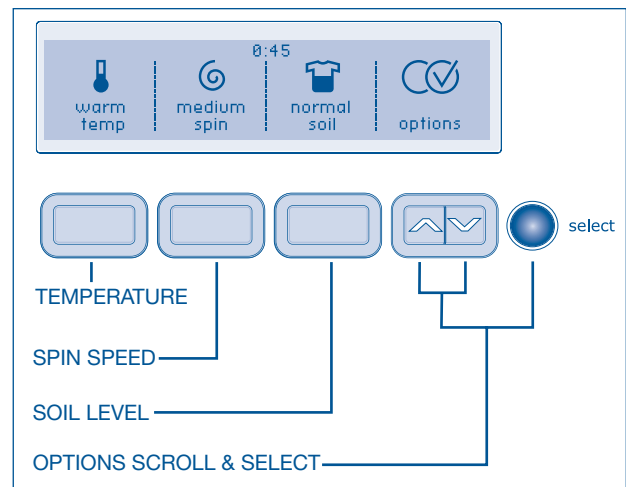 0:45
warm medium normal
temp spin soil options
select
TEMPERATURE
SPIN SPEED
SOIL LEVEL
OPTIONS SCROLL & SELECT